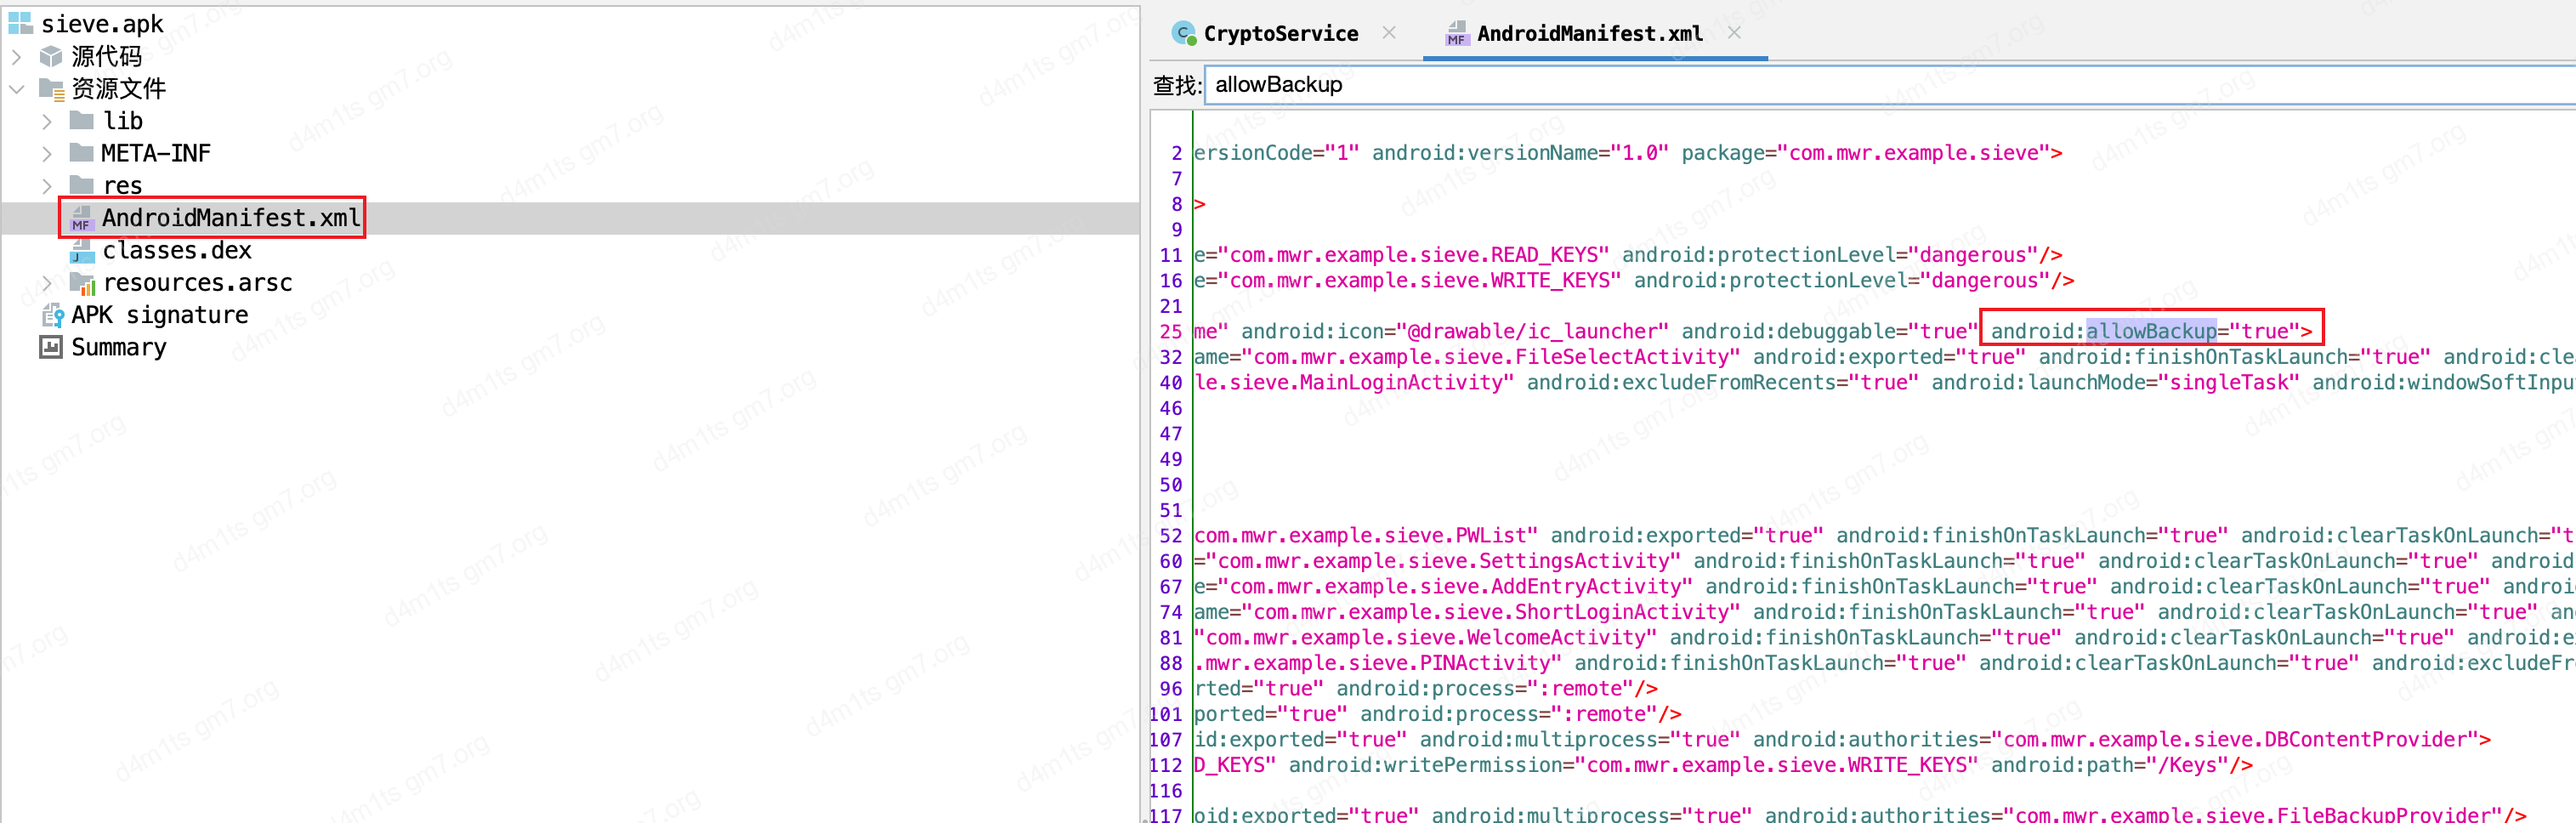 sieve.apk
源代码
资源文件
lib
META-INF
res
MF AndroidManifest.xml
classes.dex
resources.arsc
APK signature
Summary
C CryptoService × MF AndroidManifest.xml ×
查找: allowBackup
2 ersionCode="1" android:versionName="1.0" package="com.mwr.example.sieve">
7
8 >
9
11 e="com.mwr.example.sieve.READ_KEYS" android:protectionLevel="dangerous"/>
16 e="com.mwr.example.sieve.WRITE_KEYS" android:protectionLevel="dangerous"/>
21
25 me" android:icon="@drawable/ic_launcher" android:debuggable="true" android:allowBackup="true">
32 ame="com.mwr.example.sieve.FileSelectActivity" android:exported="true" android:finishOnTaskLaunch="true" android:cle
40 le.sieve.MainLoginActivity" android:excludeFromRecents="true" android:launchMode="singleTask" android:windowSoftInpu
46
47
49
50
51
52 com.mwr.example.sieve.PWList" android:exported="true" android:finishOnTaskLaunch="true" android:clearTaskOnLaunch="t
60 ="com.mwr.example.sieve.SettingsActivity" android:finishOnTaskLaunch="true" android:clearTaskOnLaunch="true" android
67 e="com.mwr.example.sieve.AddEntryActivity" android:finishOnTaskLaunch="true" android:clearTaskOnLaunch="true" androi
74 ame="com.mwr.example.sieve.ShortLoginActivity" android:finishOnTaskLaunch="true" android:clearTaskOnLaunch="true" an
81 "com.mwr.example.sieve.WelcomeActivity" android:finishOnTaskLaunch="true" android:clearTaskOnLaunch="true" android:e
88 .mwr.example.sieve.PINActivity" android:finishOnTaskLaunch="true" android:clearTaskOnLaunch="true" android:excludeFr
96 rted="true" android:process=":remote"/>
101 ported="true" android:process=":remote"/>
107 id:exported="true" android:multiprocess="true" android:authorities="com.mwr.example.sieve.DBContentProvider">
112 D_KEYS" android:writePermission="com.mwr.example.sieve.WRITE_KEYS" android:path="/Keys"/>
116
117 oid:exported="true" android:multiprocess="true" android:authorities="com.mwr.example.sieve.FileBackupProvider"/>
d4m1ts gm7.org